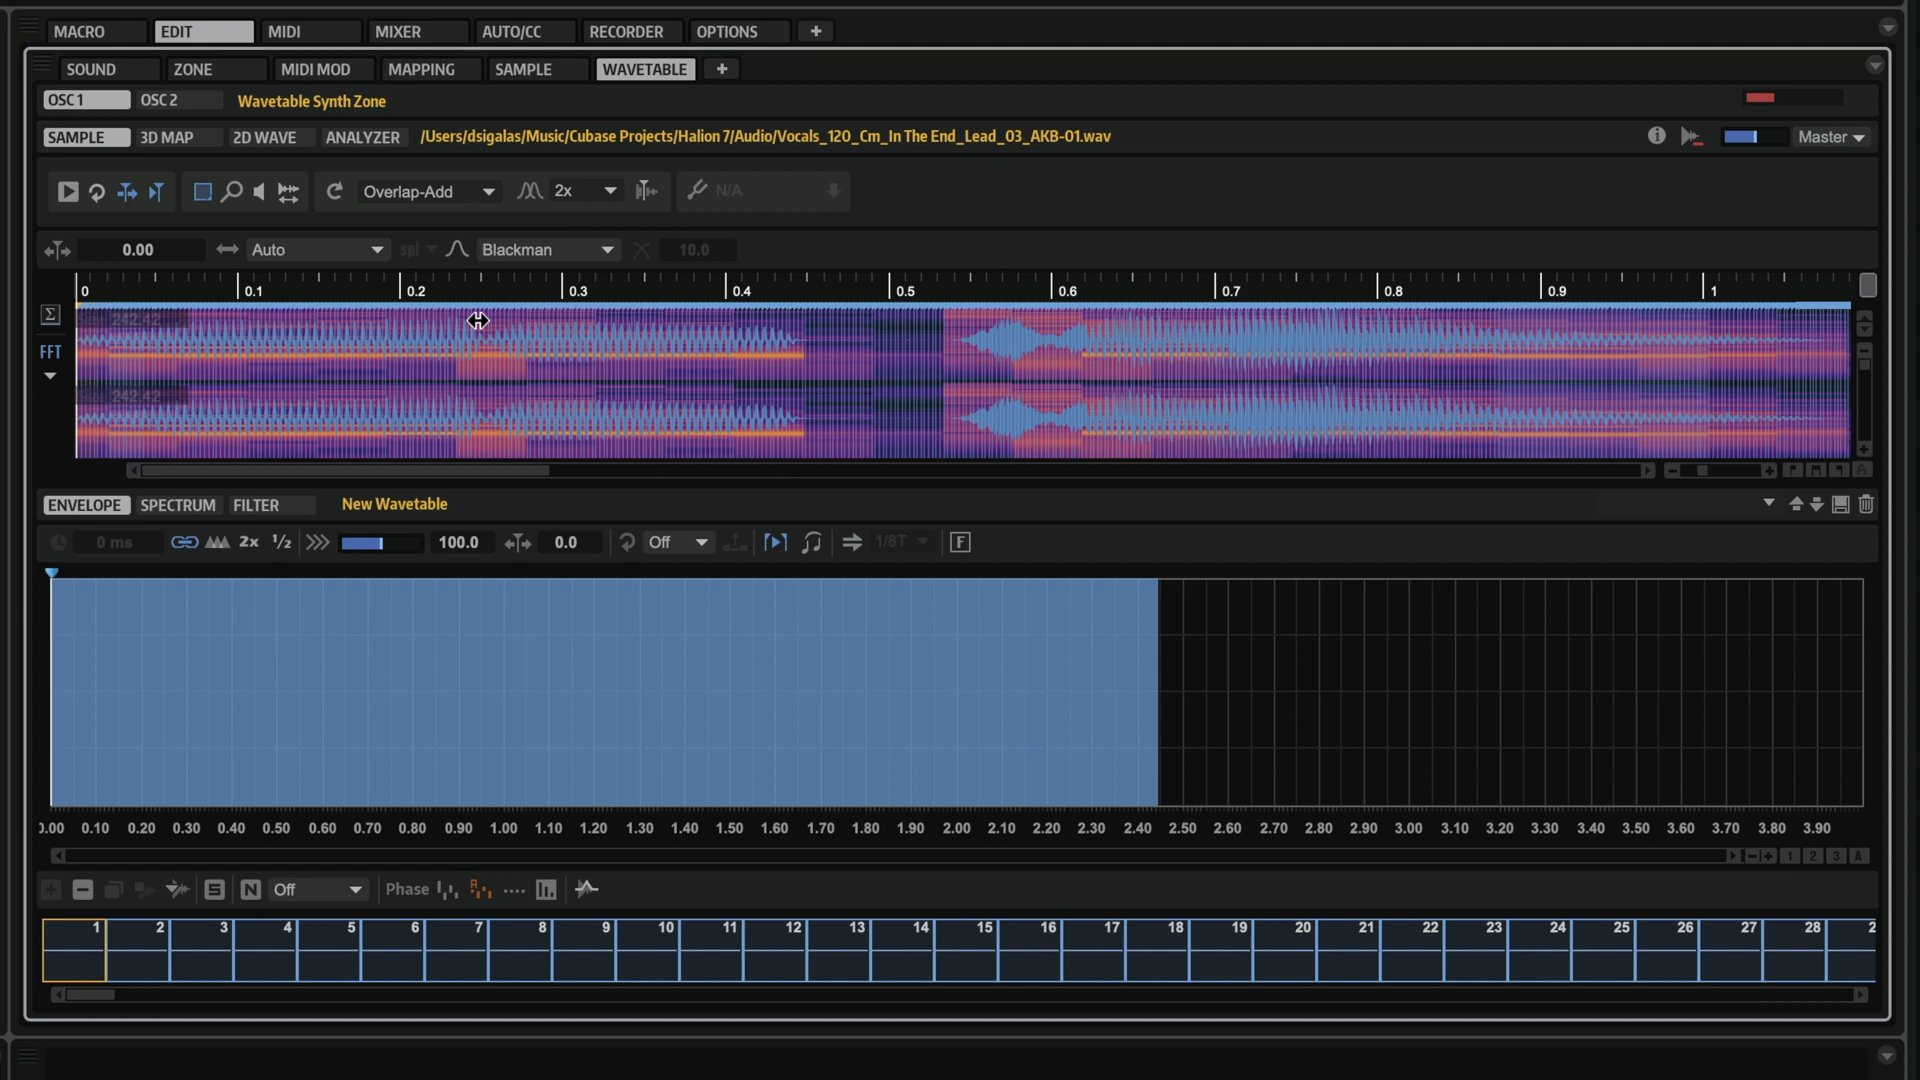 MACRO EDIT MIDI MIXER AUTO/CC RECORDER OPTIONS +
SOUND ZONE MIDI MOD MAPPING SAMPLE WAVETABLE +
OSC 1 OSC 2 Wavetable Synth Zone
SAMPLE 3D MAP 2D WAVE ANALYZER /Users/dsigalas/Music/Cubase Projects/Halion 7/Audio/Vocals_120_Cm_In The End_Lead_03_AKB-01.wav Master
Overlap-Add 2x N/A
0.00 Auto spl Blackman 10.0
0 0.1 0.2 0.3 0.4 0.5 0.6 0.7 0.8 0.9 1
Σ 242.42
FFT
242.42
A
ENVELOPE SPECTRUM FILTER New Wavetable
0 ms 2x ½ 100.0 0.0 Off 1/8T F
0.00 0.10 0.20 0.30 0.40 0.50 0.60 0.70 0.80 0.90 1.00 1.10 1.20 1.30 1.40 1.50 1.60 1.70 1.80 1.90 2.00 2.10 2.20 2.30 2.40 2.50 2.60 2.70 2.80 2.90 3.00 3.10 3.20 3.30 3.40 3.50 3.60 3.70 3.80 3.90
1 2 3 A
S N Off Phase
1 2 3 4 5 6 7 8 9 10 11 12 13 14 15 16 17 18 19 20 21 22 23 24 25 26 27 28 2